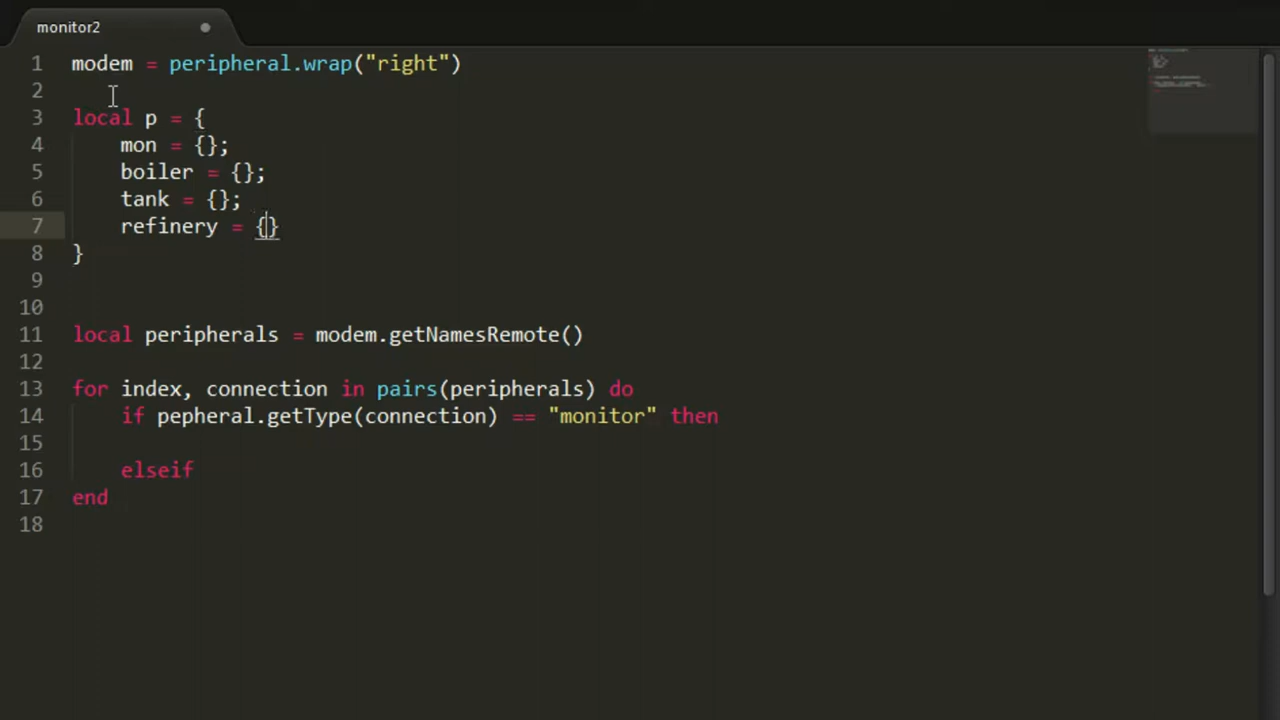 monitor2
1 modem = peripheral.wrap("right")
2
3 local p = {
4 mon = {};
5 boiler = {};
6 tank = {};
7 refinery = {}
8 }
9
10
11 local peripherals = modem.getNamesRemote()
12
13 for index, connection in pairs(peripherals) do
14 if pepheral.getType(connection) == "monitor" then
15
16 elseif
17 end
18